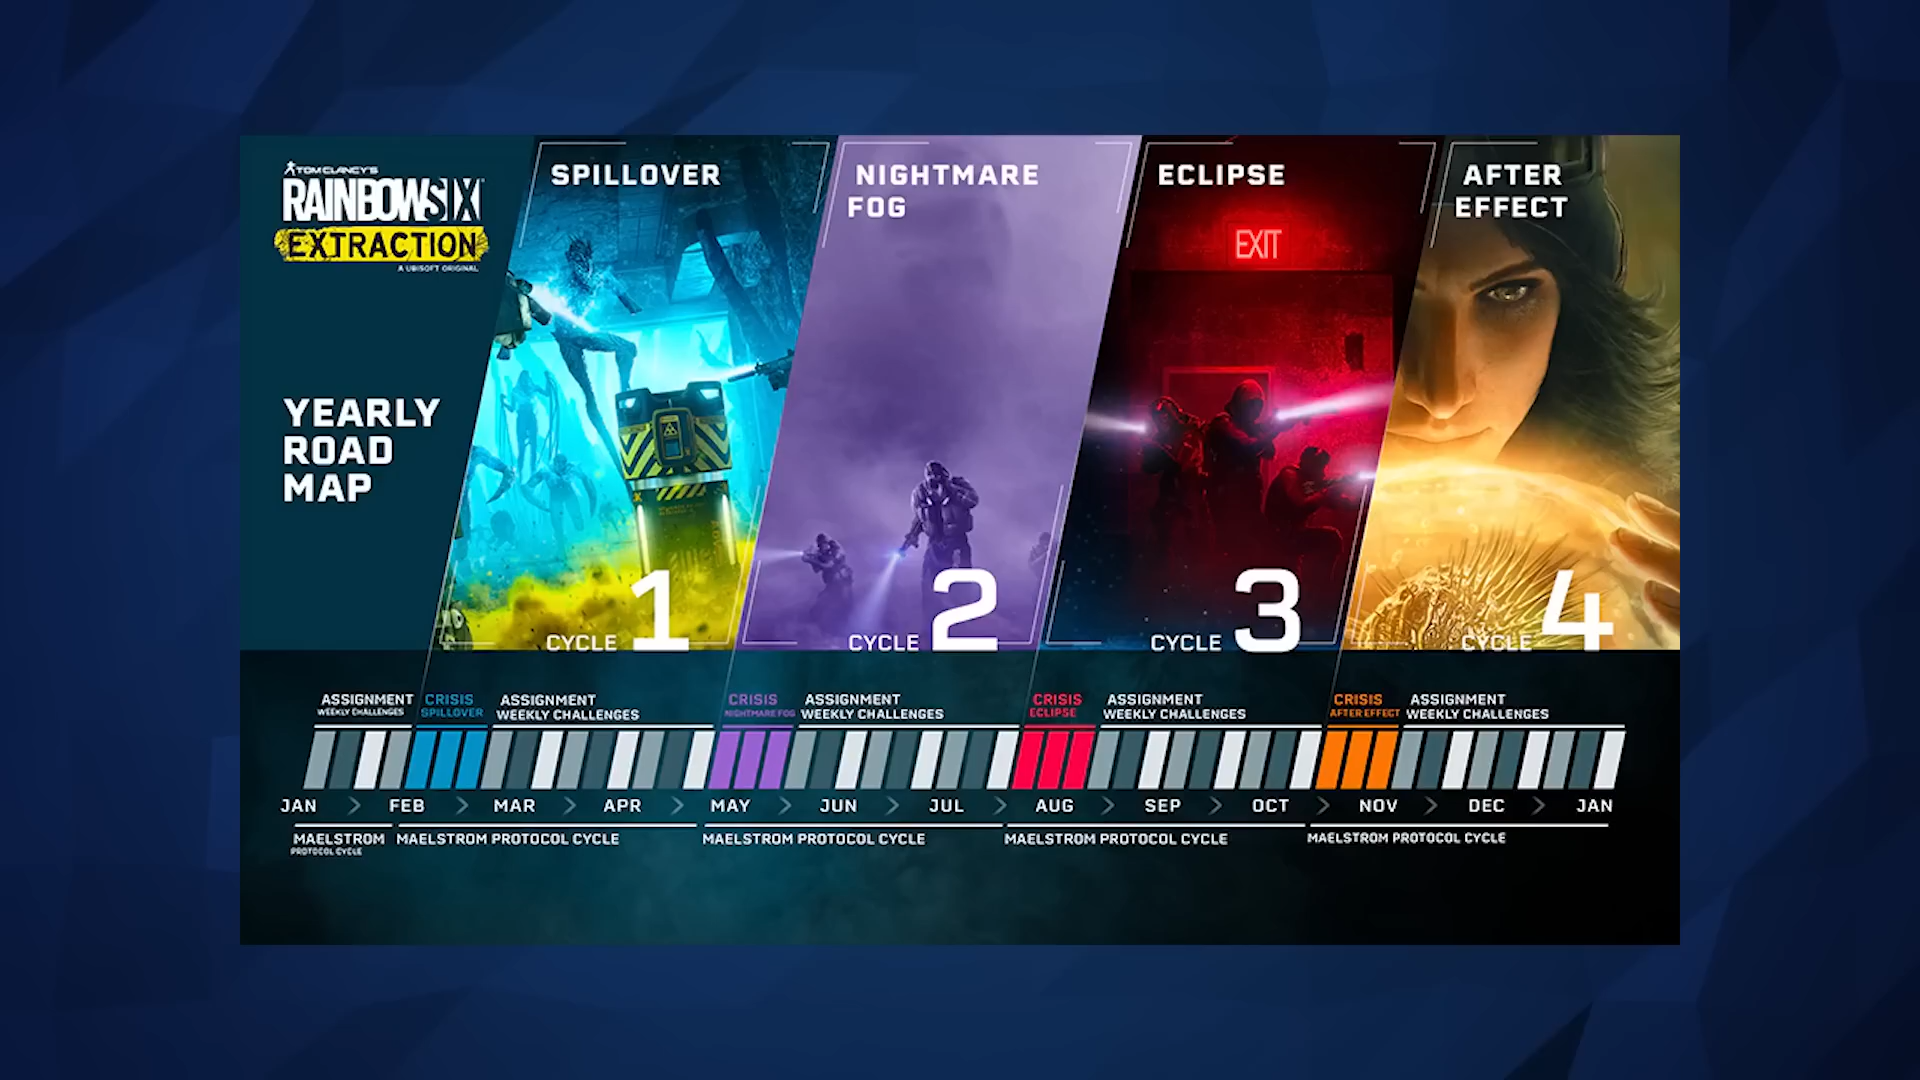 TOM CLANCY'S
RAINBOWSIX
EXTRACTION
A UBISOFT ORIGINAL
YEARLY
ROAD
MAP
SPILLOVER
CYCLE 1
NIGHTMARE
FOG
CYCLE 2
ECLIPSE
EXIT
CYCLE 3
AFTER
EFFECT
CYCLE 4
ASSIGNMENT
WEEKLY CHALLENGES
CRISIS
SPILLOVER
ASSIGNMENT
WEEKLY CHALLENGES
CRISIS
NIGHTMARE FOG
ASSIGNMENT
WEEKLY CHALLENGES
CRISIS
ECLIPSE
ASSIGNMENT
WEEKLY CHALLENGES
CRISIS
AFTER EFFECT
ASSIGNMENT
WEEKLY CHALLENGES
JAN > FEB > MAR > APR > MAY > JUN > JUL > AUG > SEP > OCT > NOV > DEC > JAN
MAELSTROM
PROTOCOL CYCLE
MAELSTROM PROTOCOL CYCLE
MAELSTROM PROTOCOL CYCLE
MAELSTROM PROTOCOL CYCLE
MAELSTROM PROTOCOL CYCLE